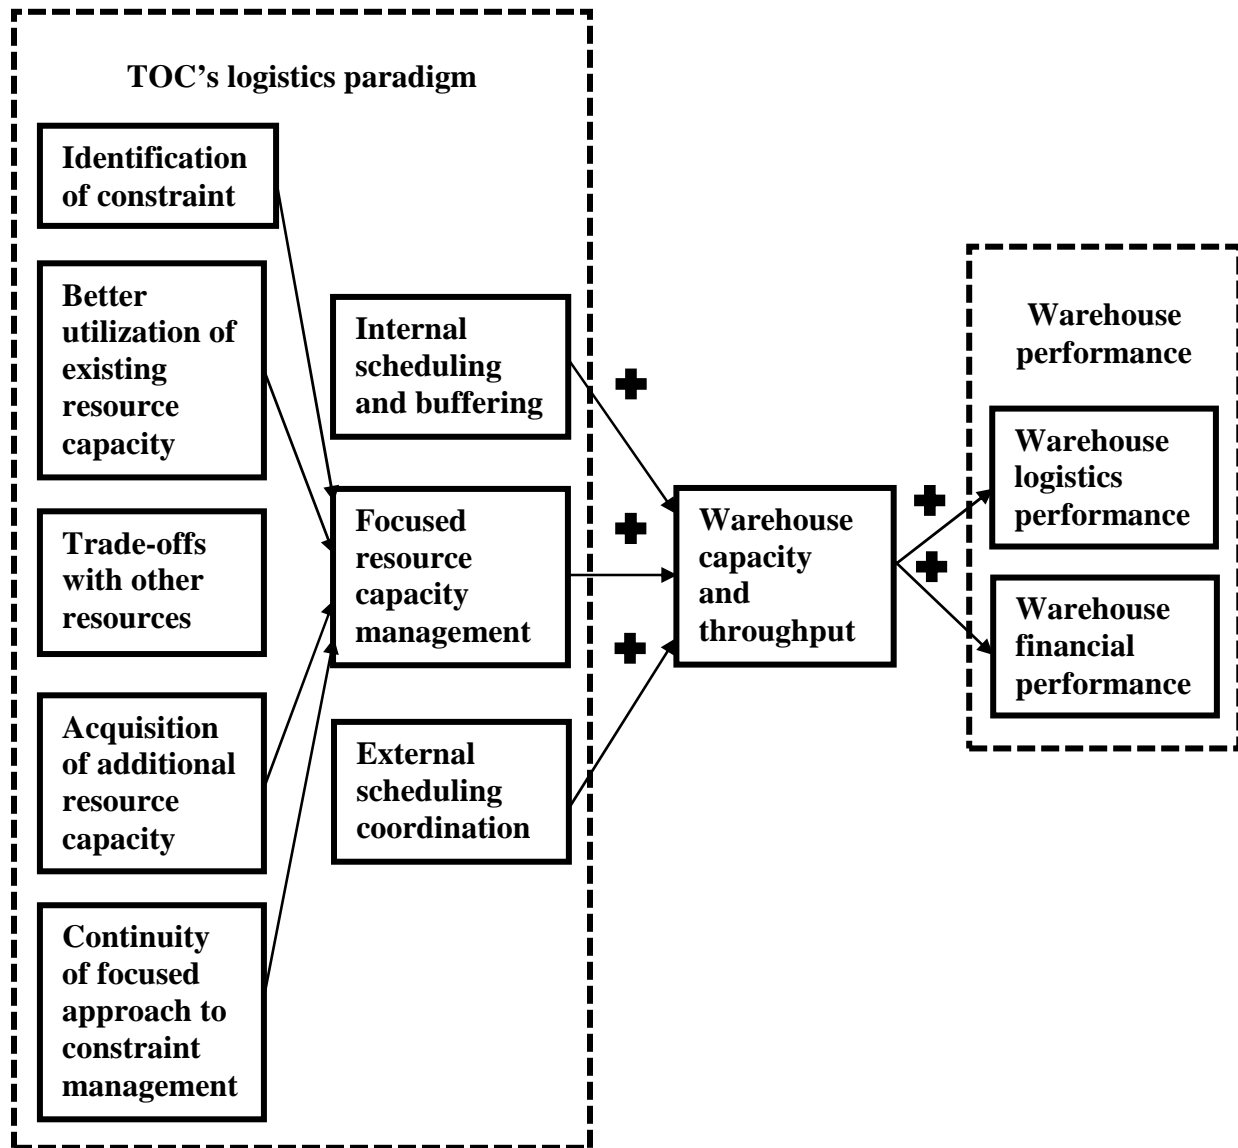 TOC’s logistics paradigm
Identification
of constraint
Better
utilization of
existing
resource
capacity
Trade-offs
with other
resources
Acquisition
of additional
resource
capacity
Continuity
of focused
approach to
constraint
management
Internal
scheduling
and buffering
Focused
resource
capacity
management
External
scheduling
coordination
Warehouse
capacity
and
throughput
Warehouse
performance
Warehouse
logistics
performance
Warehouse
financial
performance